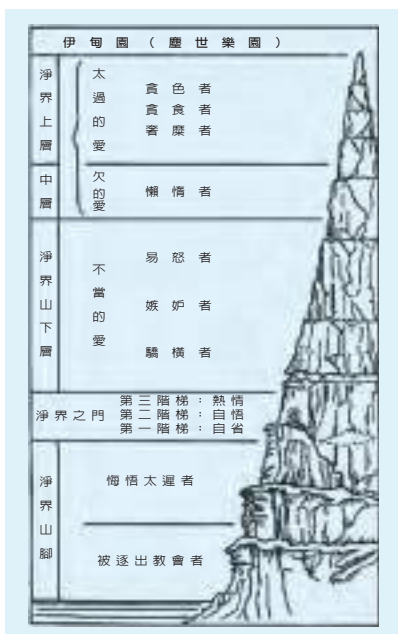 伊甸園（塵世樂園）
淨界上層
太過的愛
貪色者
貪食者
奢糜者
中層
欠的愛
懶惰者
淨界山下層
不當的愛
易怒者
嫉妒者
驕橫者
淨界之門
第三階梯：熱情
第二階梯：自悟
第一階梯：自省
淨界山腳
悔悟太遲者
被逐出教會者